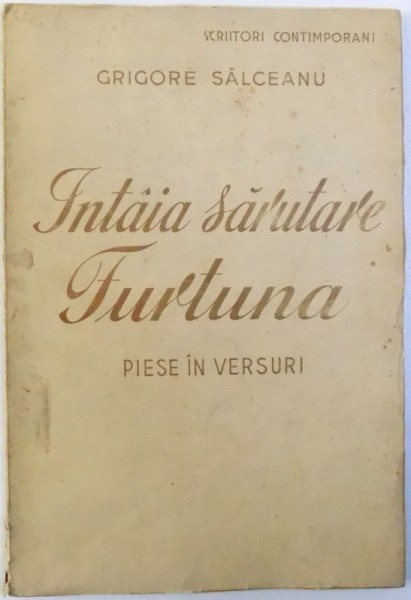 SCRIITORI CONTIMPORANI
GRIGORE SĂLCEANU
Intâia sărutare
Furtuna
PIESE ÎN VERSURI